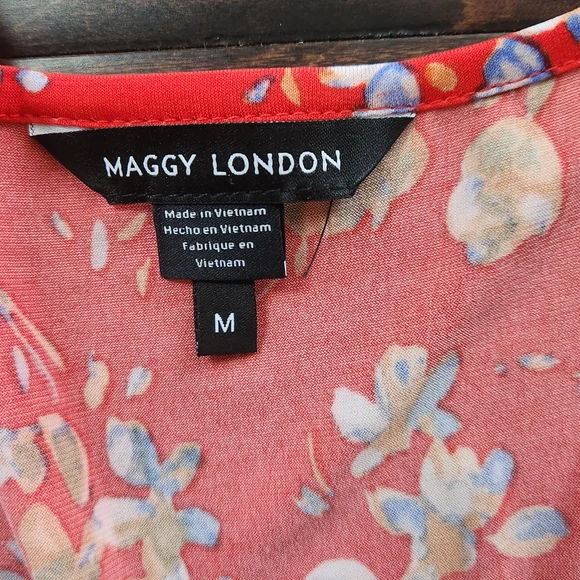 MAGGY LONDON
Made in Vietnam
Hecho en Vietnam
Fabrique en
Vietnam
M